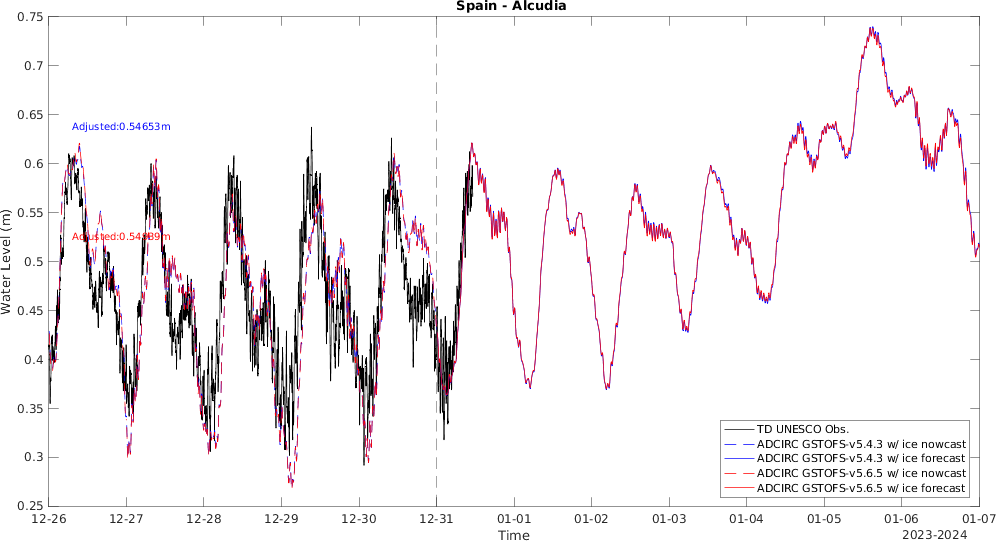 Spain - Alcudia
0.75
0.7
0.65
0.6
0.55
0.5
0.45
0.4
0.35
0.3
0.25
Water Level (m)
Adjusted:0.54653m
TD UNESCO Obs.
ADCIRC GSTOFS-v5.4.3 w/ ice nowcast
ADCIRC GSTOFS-v5.4.3 w/ ice forecast
ADCIRC GSTOFS-v5.6.5 w/ ice nowcast
ADCIRC GSTOFS-v5.6.5 w/ ice forecast
12-26 12-27 12-28 12-29 12-30 12-31 01-01 01-02 01-03 01-04 01-05 01-06 01-07
Time
2023-2024